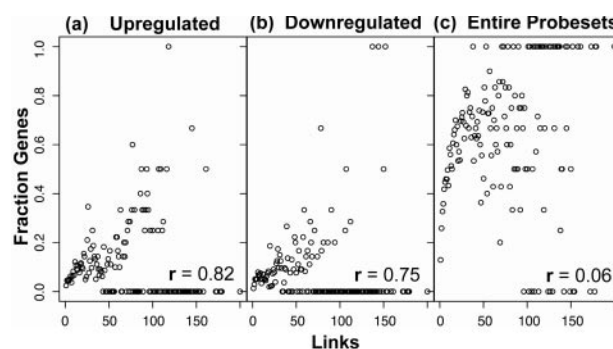 (a) Upregulated
(b) Downregulated
(c) Entire Probesets
Fraction Genes
1.0
0.8
0.6
0.4
0.2
0.0
r = 0.82
r = 0.75
r = 0.06
0 50 100 150
0 50 100 150
0 50 100 150
Links